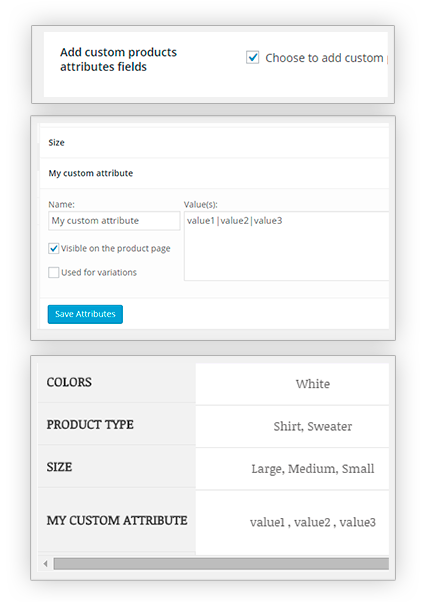 Add custom products
attributes fields
Choose to add custom
Size
My custom attribute
Name:
Value(s):
My custom attribute
value1|value2|value3
Visible on the product page
Used for variations
Save Attributes
COLORS
White
PRODUCT TYPE
Shirt, Sweater
SIZE
Large, Medium, Small
MY CUSTOM ATTRIBUTE
value1 , value2 , value3